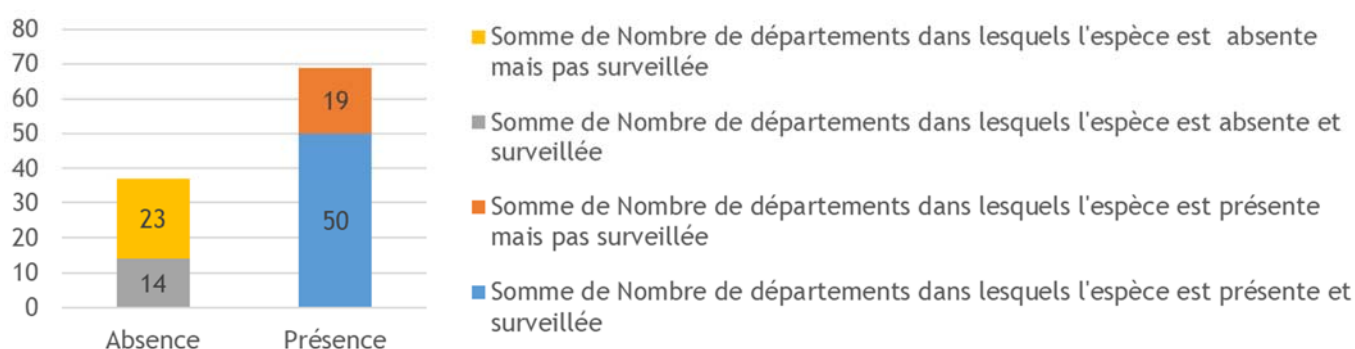 80
70
60
50
40
30
20
10
0
23
14
19
50
Absence
Présence
Somme de Nombre de départements dans lesquels l'espèce est  absente
mais pas surveillée
Somme de Nombre de départements dans lesquels l'espèce est absente et
surveillée
Somme de Nombre de départements dans lesquels l'espèce est présente
mais pas surveillée
Somme de Nombre de départements dans lesquels l'espèce est présente et
surveillée